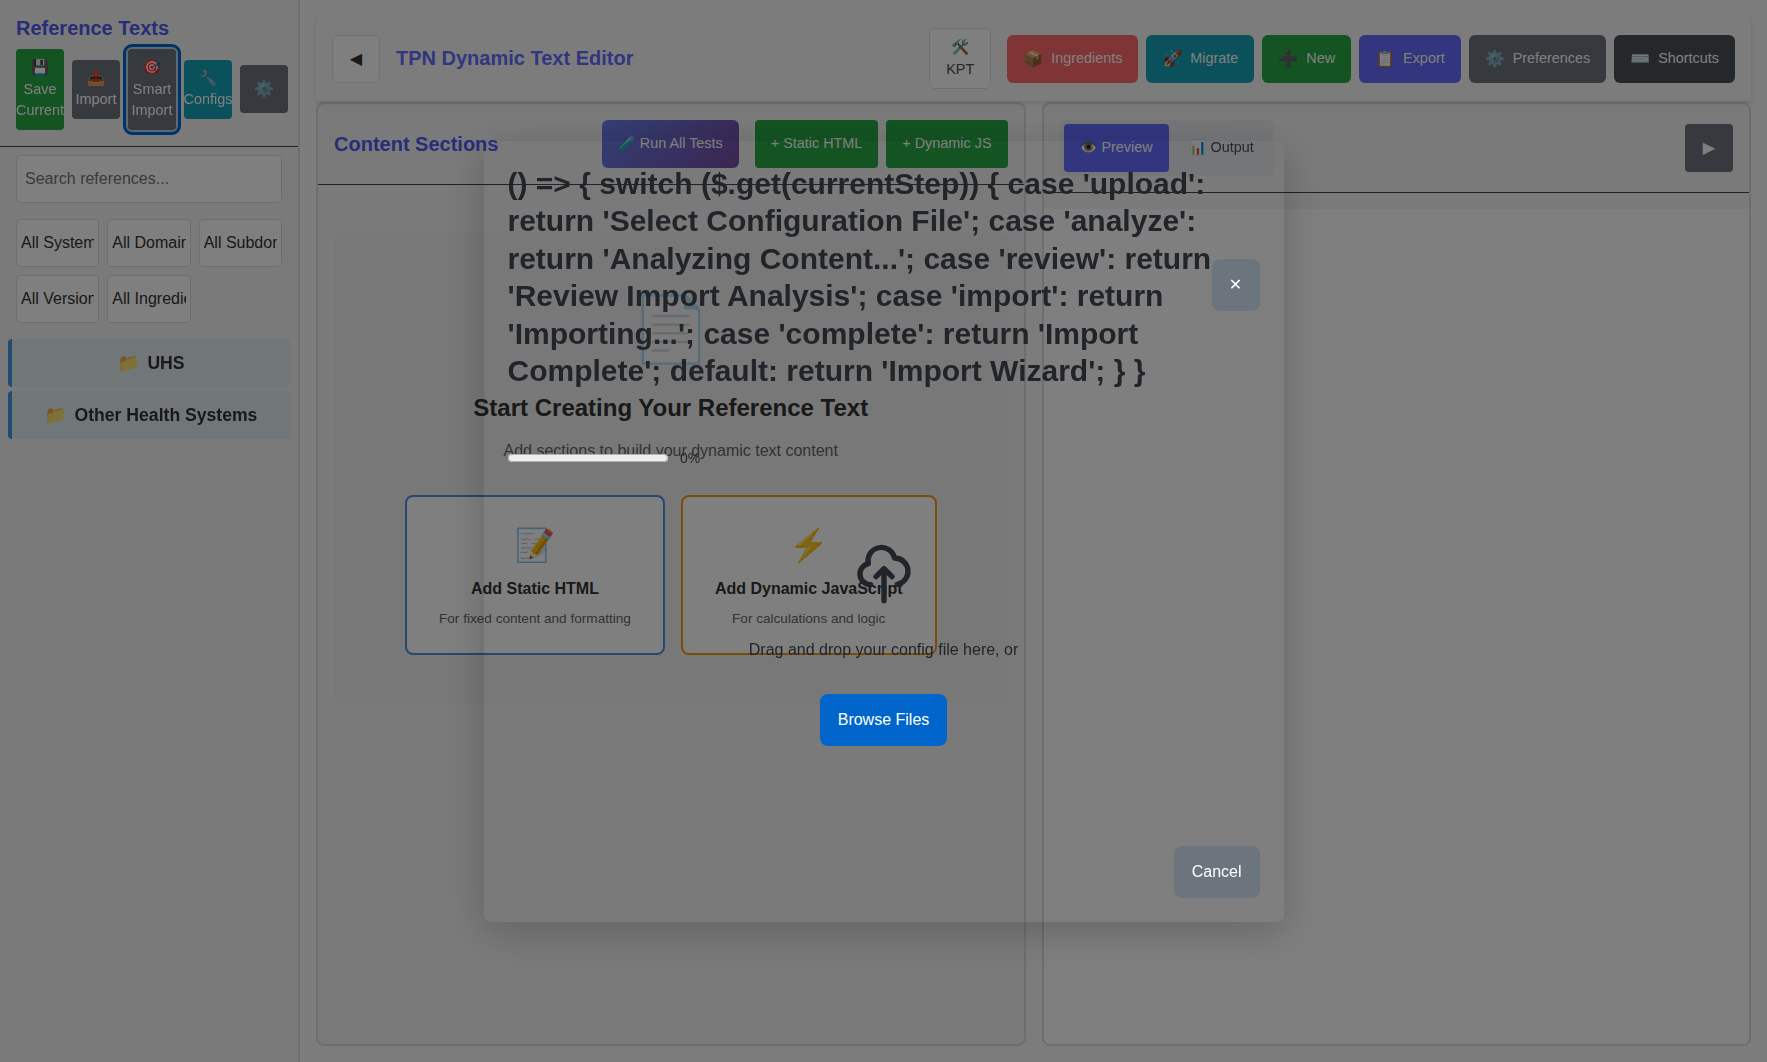 Reference Texts
Save
Current
Import
Smart
Import
Configs
Search references...
All System
All Domair
All Subdor
All Version
All Ingredie
UHS
Other Health Systems
◀
TPN Dynamic Text Editor
KPT
Ingredients
Migrate
New
Export
Preferences
Shortcuts
Content Sections
Run All Tests
+ Static HTML
+ Dynamic JS
Preview
Output
▶
() => { switch ($.get(currentStep)) { case 'upload':
return 'Select Configuration File'; case 'analyze':
return 'Analyzing Content...'; case 'review': return
'Review Import Analysis'; case 'import': return
'Importing...'; case 'complete': return 'Import
Complete'; default: return 'Import Wizard'; } }
×
Start Creating Your Reference Text
Add sections to build your dynamic text content
0%
Add Static HTML
For fixed content and formatting
Add Dynamic JavaScript
For calculations and logic
Drag and drop your config file here, or
Browse Files
Cancel